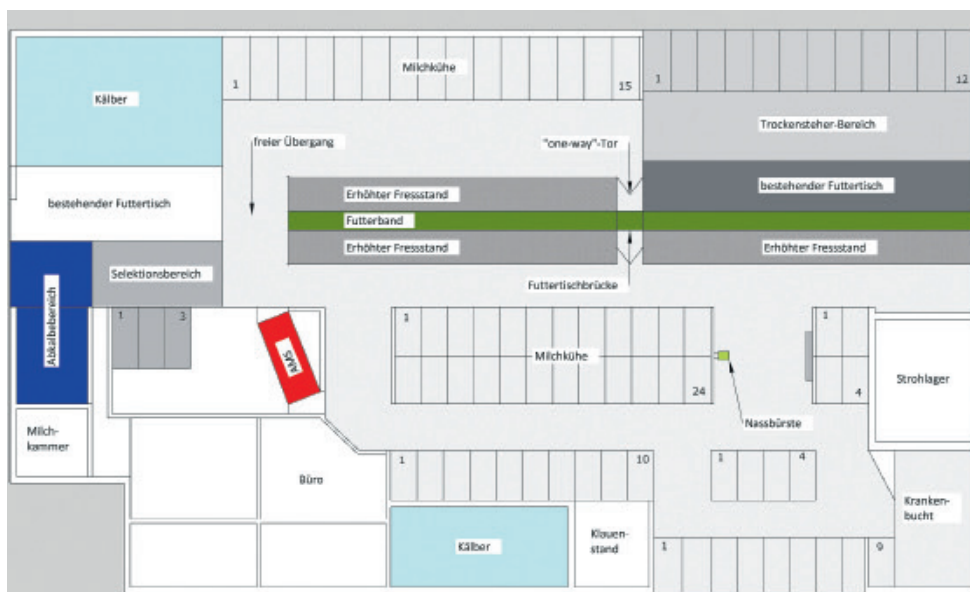 Milchkühe
1
15
1
12
Kälber
Trockensteher-Bereich
freier Übergang
"one-way"-Tor
bestehender Futtertisch
Erhöhter Fressstand
bestehender Futtertisch
Futterband
Erhöhter Fressstand
Erhöhter Fressstand
Selektionsbereich
Futtertischbrücke
Abkalbebereich
1
3
AMS
1
Milchkühe
24
1
4
Strohlager
Nassbürste
Milch-
kammer
Büro
1
10
1
4
Kranken-
bucht
Kälber
Klauen-
stand
1
9